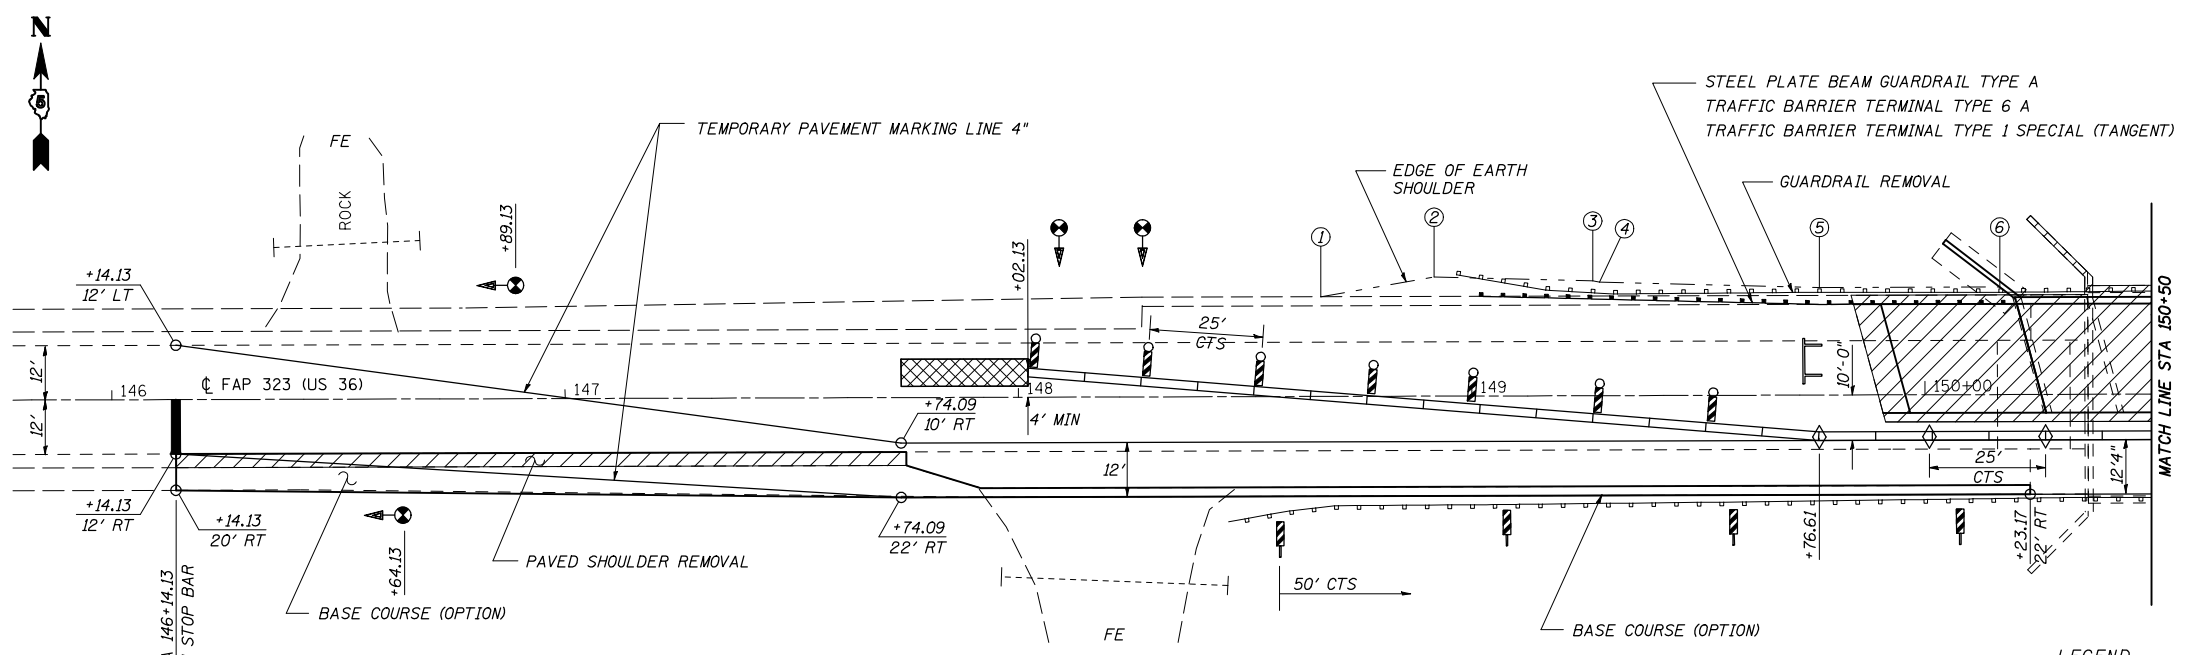 N
5
STEEL PLATE BEAM GUARDRAIL TYPE A
TRAFFIC BARRIER TERMINAL TYPE 6 A
TRAFFIC BARRIER TERMINAL TYPE 1 SPECIAL (TANGENT)
TEMPORARY PAVEMENT MARKING LINE 4"
FE
ROCK
EDGE OF EARTH
SHOULDER
GUARDRAIL REMOVAL
+89.13
+02.13
1
2
3
4
5
6
+14.13
12' LT
25'
CTS
MATCH LINE STA 150+50
12'
146
℄ FAP 323 (US 36)
147
148
149
10'-0"
150+00
+74.09
10' RT
4' MIN
12'
12'
25'
CTS
12'4"
+14.13
12' RT
+14.13
20' RT
+74.09
22' RT
+64.13
PAVED SHOULDER REMOVAL
+76.61
+23.17
22' RT
50' CTS
BASE COURSE (OPTION)
BASE COURSE (OPTION)
FE
146+14.13
STOP BAR
LEGEND